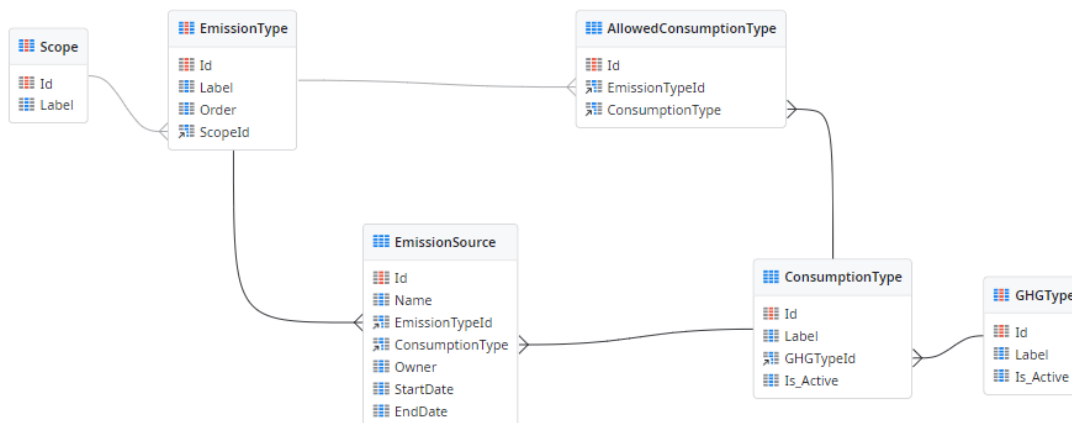 Scope
Id
Label
EmissionType
Id
Label
Order
ScopeId
AllowedConsumptionType
Id
EmissionTypeId
ConsumptionType
EmissionSource
Id
Name
EmissionTypeId
ConsumptionType
Owner
StartDate
EndDate
ConsumptionType
Id
Label
GHGTypeId
Is_Active
GHGType
Id
Label
Is_Active